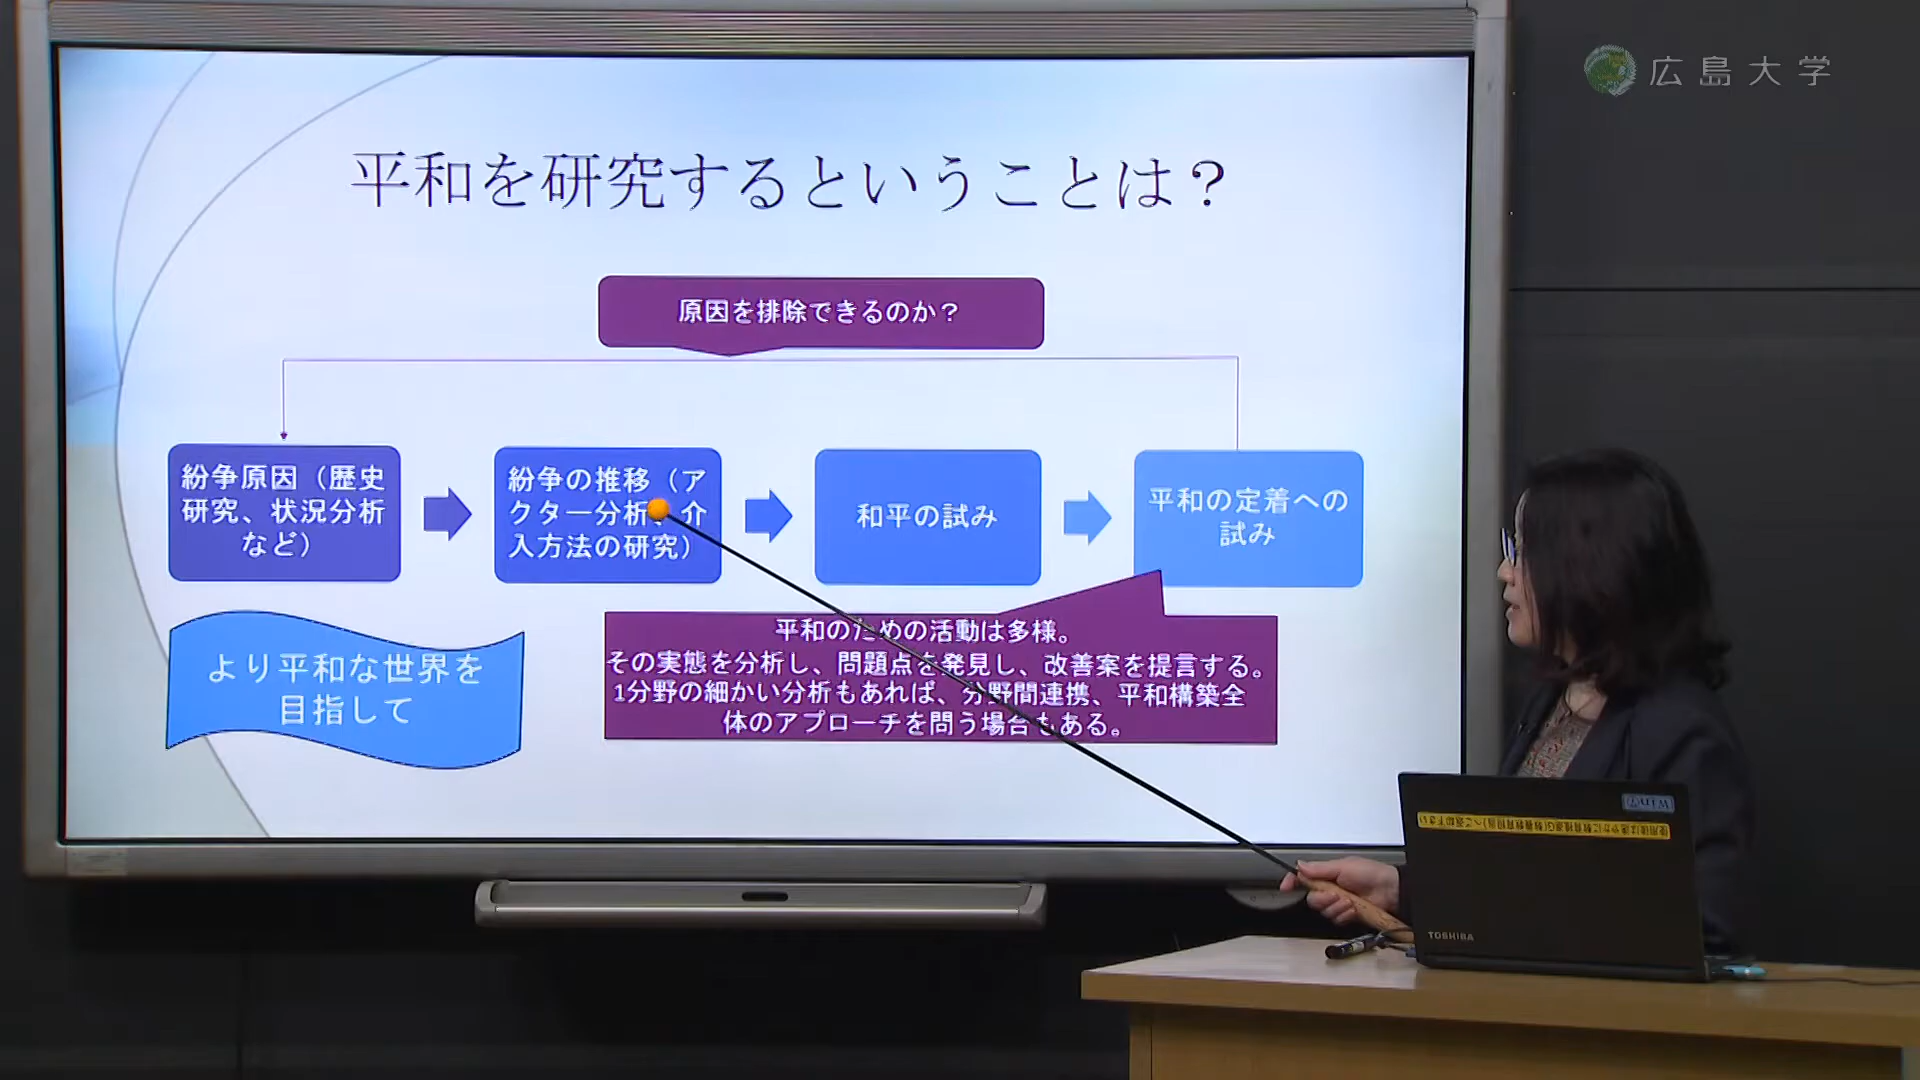 広島大学
平和を研究するということは？
原因を排除できるのか？
紛争原因（歴史
研究、状況分析
など）
紛争の推移（ア
クター分析、介
入方法の研究）
和平の試み
平和の定着への
試み
より平和な世界を
目指して
平和のための活動は多様。
その実態を分析し、問題点を発見し、改善案を提言する。
1分野の細かい分析もあれば、分野間連携、平和構築全
体のアプローチを問う場合もある。
Win7
TOSHIBA